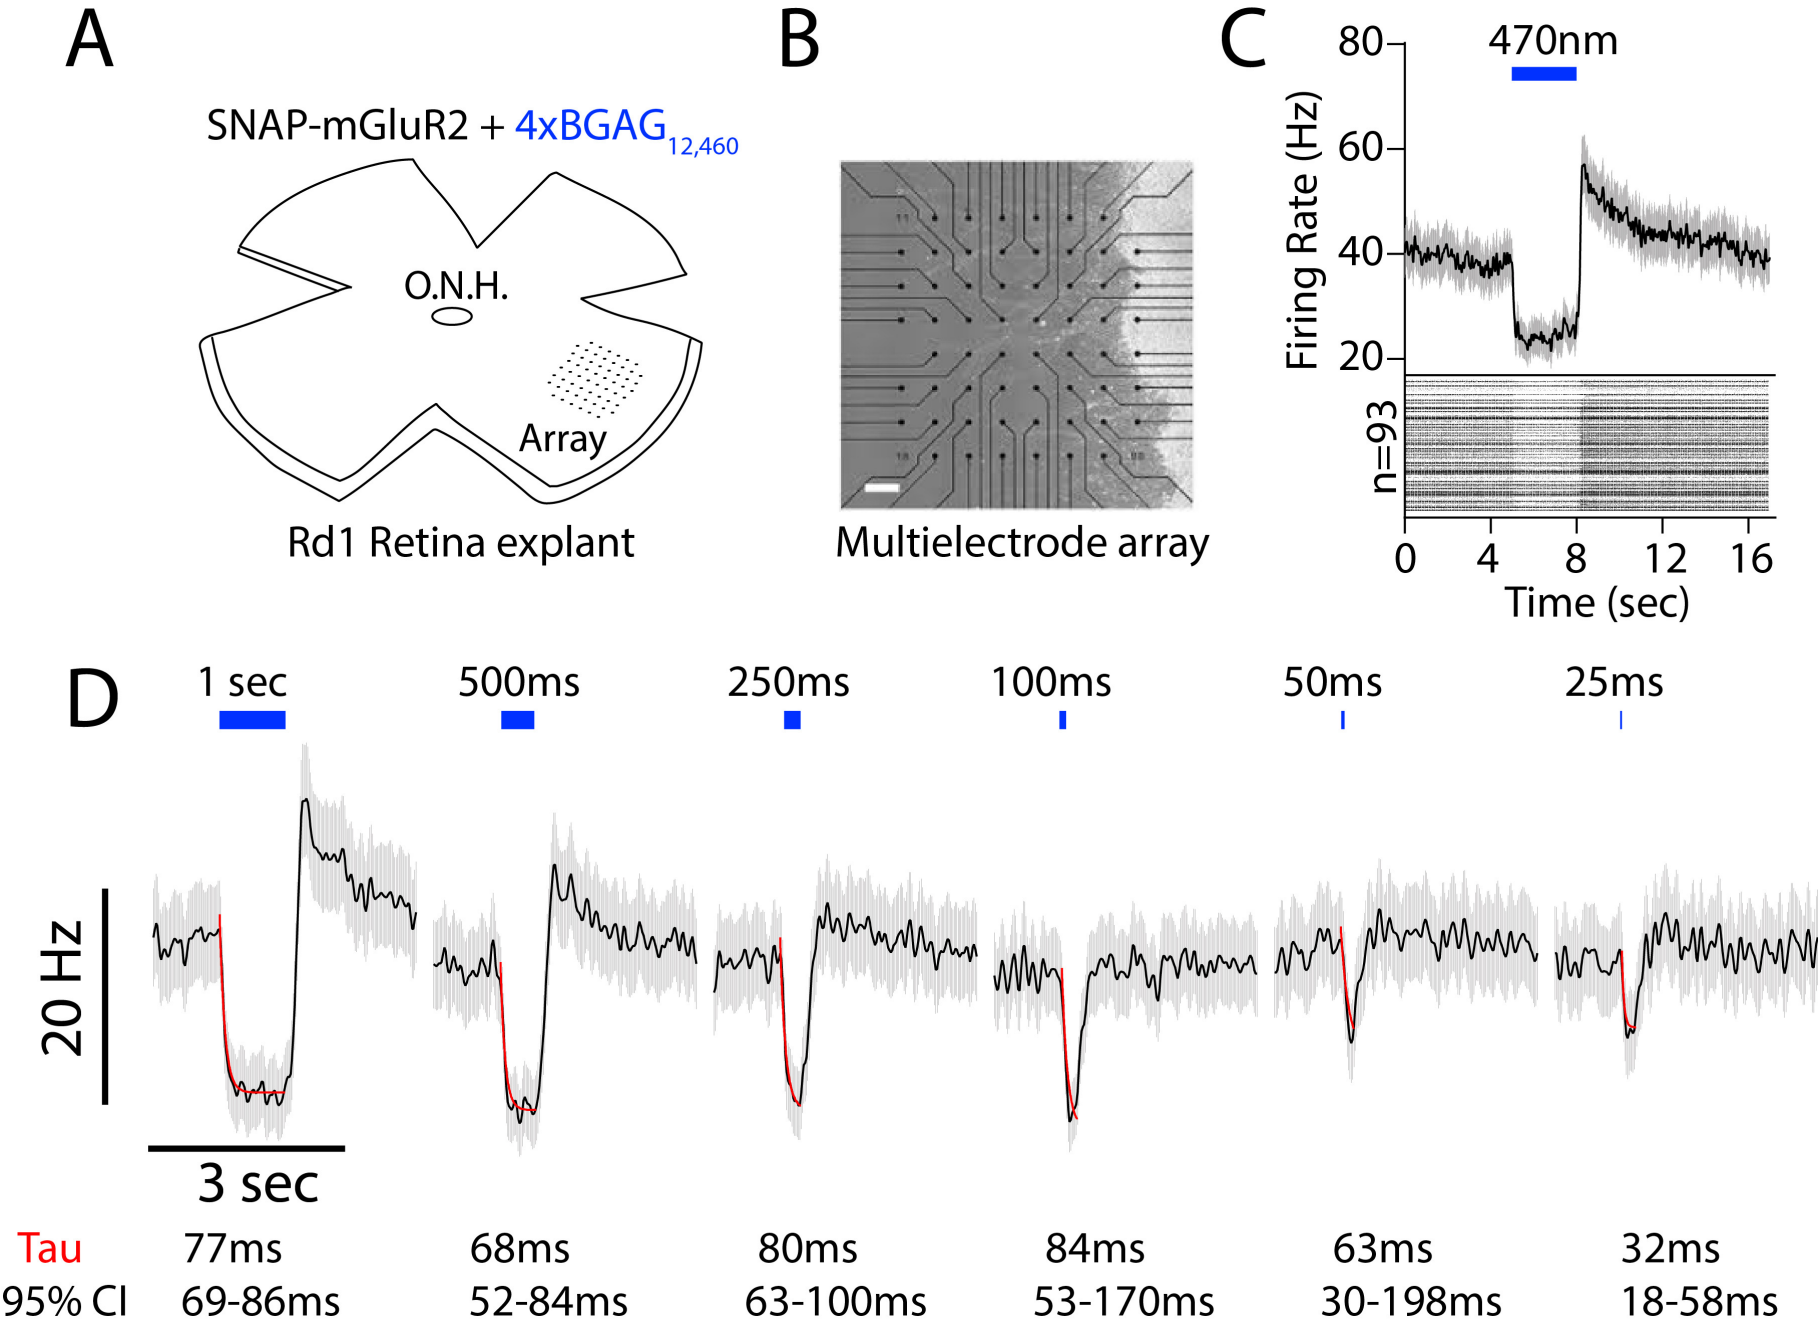 A
SNAP-mGluR2 + 4xBGAG12,460
O.N.H.
Array
Rd1 Retina explant
B
11
18
88
Multielectrode array
C
470nm
80
60
40
20
Firing Rate (Hz)
n=93
0 4 8 12 16
Time (sec)
D
1 sec 500ms 250ms 100ms 50ms 25ms
20 Hz
3 sec
Tau 77ms 68ms 80ms 84ms 63ms 32ms
95% CI 69-86ms 52-84ms 63-100ms 53-170ms 30-198ms 18-58ms